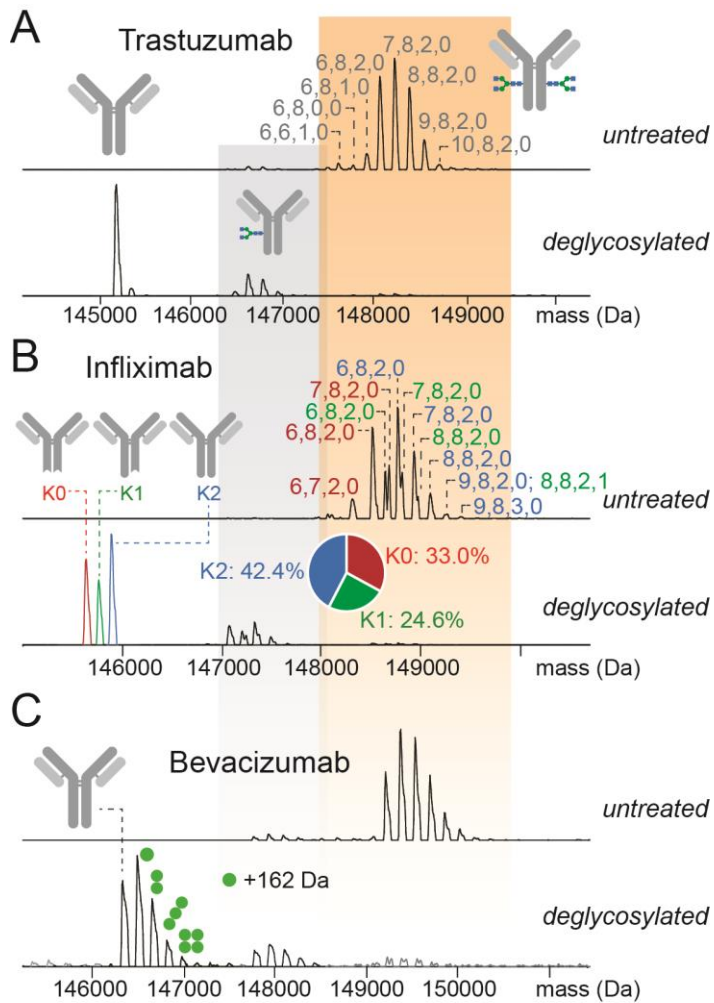 A
Trastuzumab
7,8,2,0
6,8,2,0
8,8,2,0
6,8,1,0
6,8,0,0
9,8,2,0
6,6,1,0
10,8,2,0
untreated
deglycosylated
145000 146000 147000 148000 149000 mass (Da)
B
Infliximab
6,8,2,0
7,8,2,0
7,8,2,0
6,8,2,0
7,8,2,0
6,8,2,0
8,8,2,0
8,8,2,0
K0 K1 K2
6,7,2,0
9,8,2,0; 8,8,2,1
untreated
9,8,3,0
K2: 42.4%
K0: 33.0%
K1: 24.6%
deglycosylated
146000 147000 148000 149000 mass (Da)
C
Bevacizumab
untreated
+162 Da
deglycosylated
146000 147000 148000 149000 150000 mass (Da)